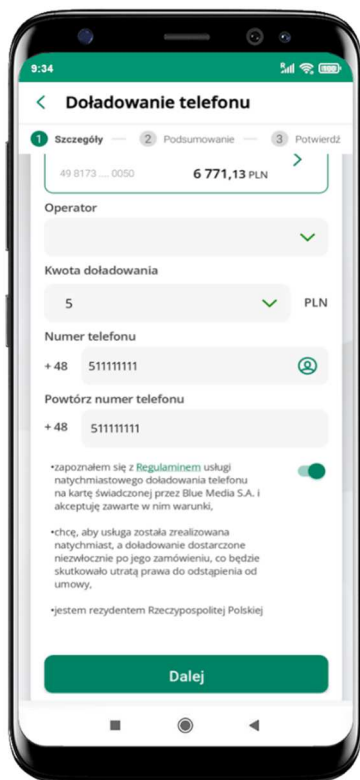 9:34
Doładowanie telefonu
1 Szczegóły 2 Podsumowanie 3 Potwierdź
49 8173 .... 0050 6 771,13 PLN
Operator
Kwota doładowania
5 PLN
Numer telefonu
+ 48 511111111
Powtórz numer telefonu
+ 48 511111111
•zapoznałem się z Regulaminem usługi
natychmiastowego doładowania telefonu
na kartę świadczonej przez Blue Media S.A. i
akceptuję zawarte w nim warunki,
•chcę, aby usługa została zrealizowana
natychmiast, a doładowanie dostarczone
niezwłocznie po jego zamówieniu, co będzie
skutkowało utratą prawa do odstąpienia od
umowy,
•jestem rezydentem Rzeczypospolitej Polskiej
Dalej